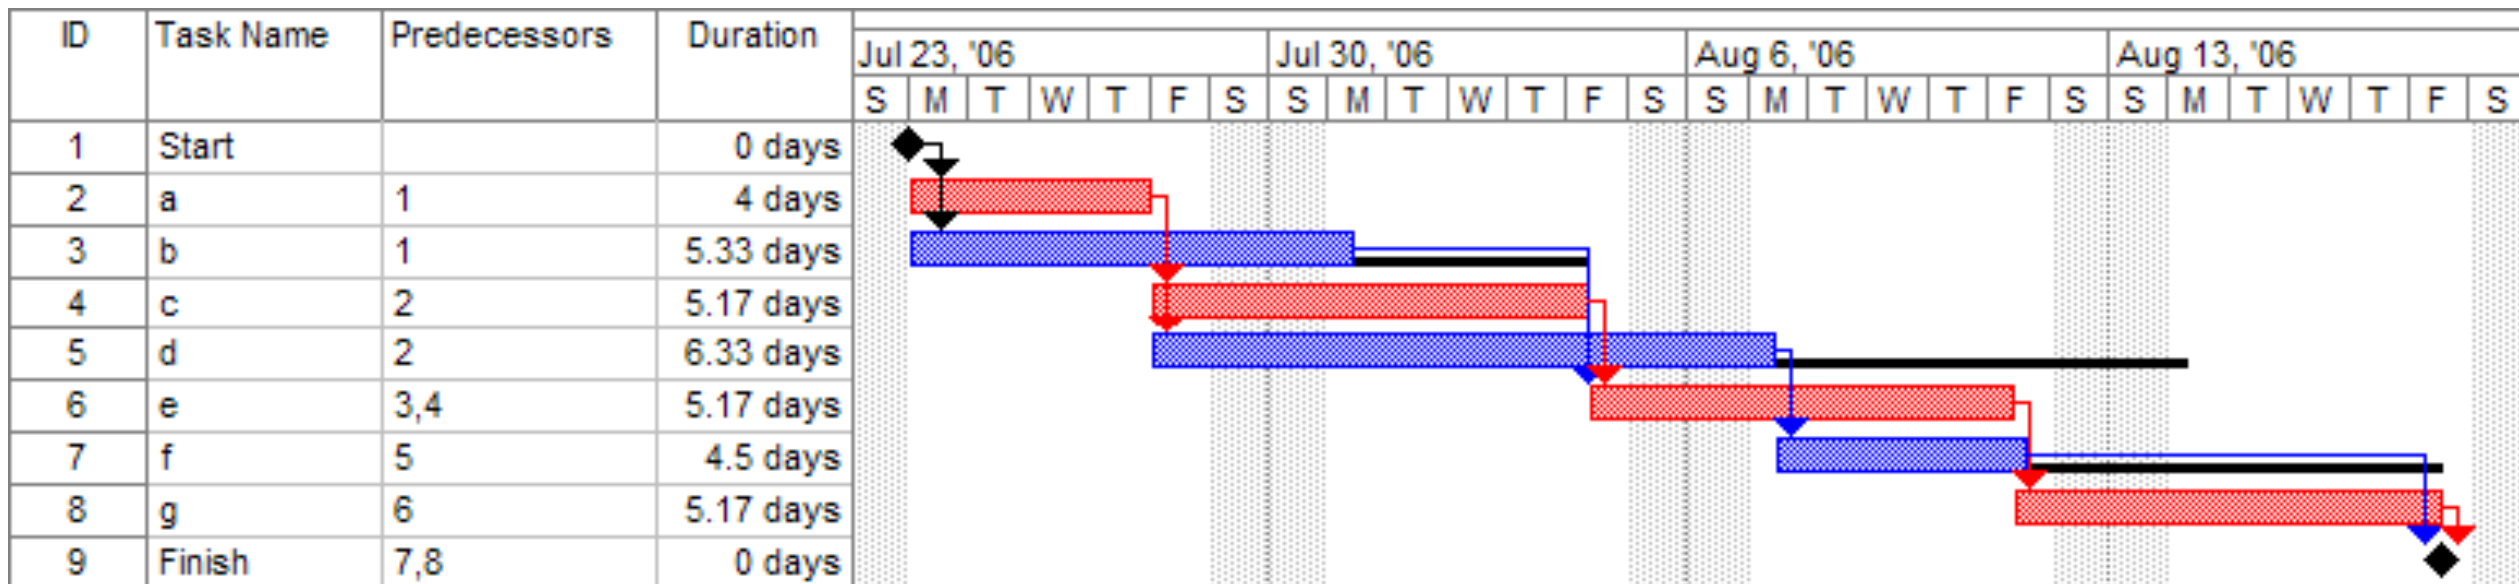 ID Task Name Predecessors Duration
Jul 23, '06 Jul 30, '06 Aug 6, '06 Aug 13, '06
S M T W T F S S M T W T F S S M T W T F S S M T W T F S
1 Start 0 days
2 a 1 4 days
3 b 1 5.33 days
4 c 2 5.17 days
5 d 2 6.33 days
6 e 3,4 5.17 days
7 f 5 4.5 days
8 g 6 5.17 days
9 Finish 7,8 0 days